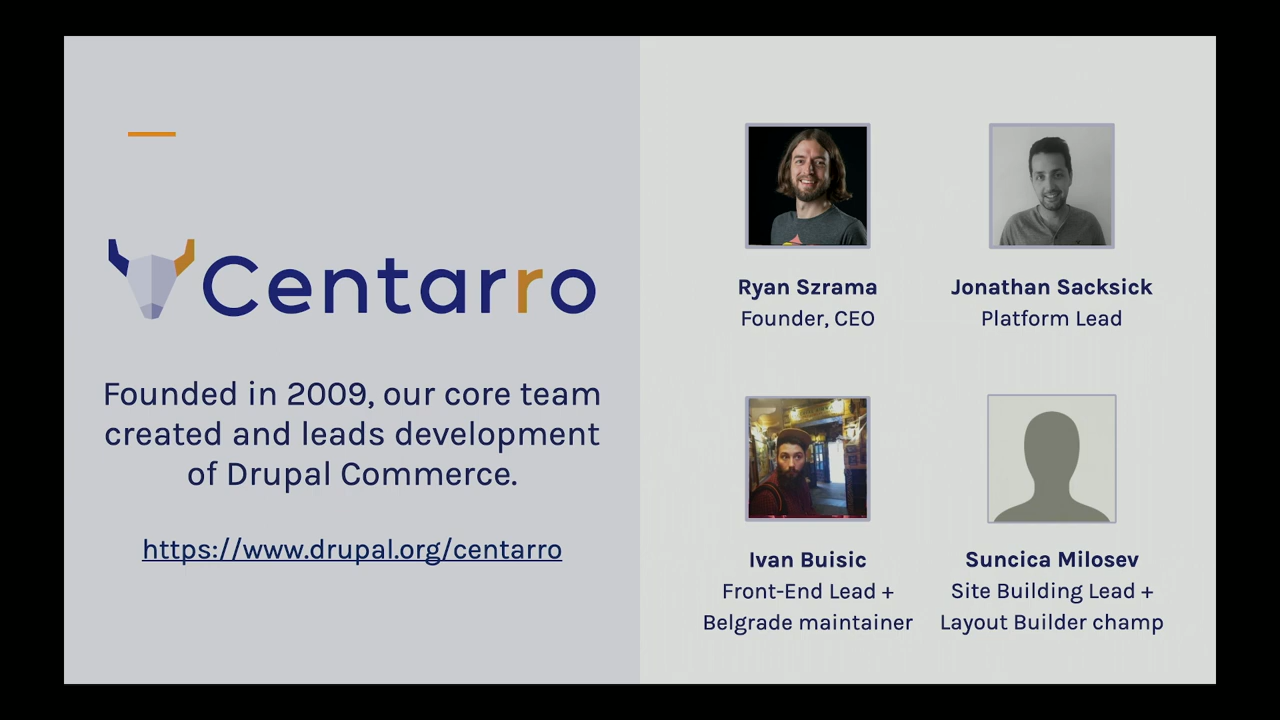 Centarro
Founded in 2009, our core team
created and leads development
of Drupal Commerce.
https://www.drupal.org/centarro
Ryan Szrama
Founder, CEO
Jonathan Sacksick
Platform Lead
Ivan Buisic
Front-End Lead +
Belgrade maintainer
Suncica Milosev
Site Building Lead +
Layout Builder champ